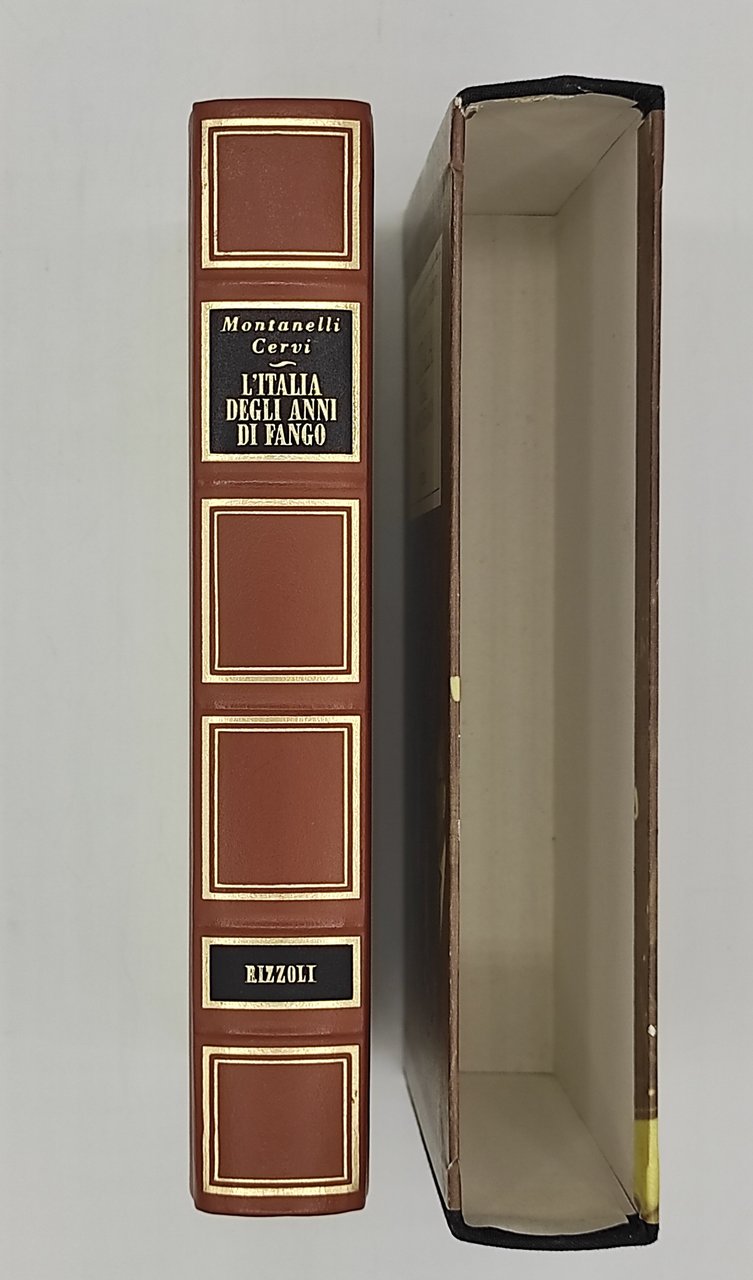 Montanelli
Cervi
L'ITALIA
DEGLI ANNI
DI FANGO
RIZZOLI